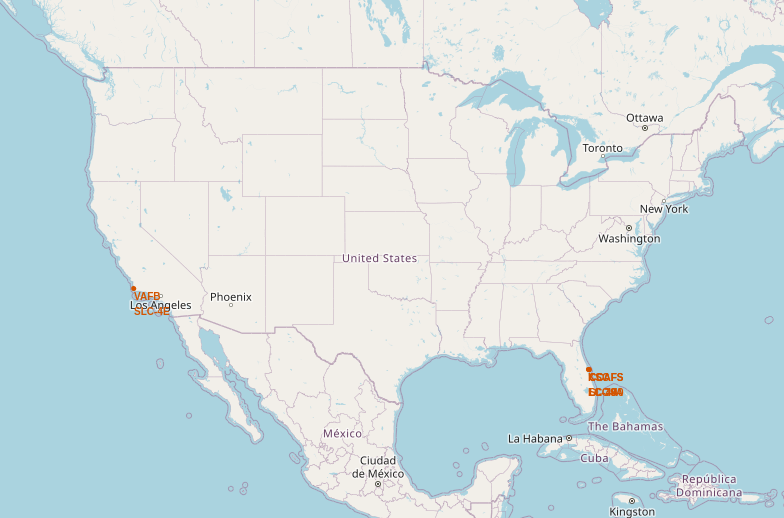 Ottawa
Toronto
New York
Washington
United States
Phoenix
VAFB
Los Angeles
SLC-4E
México
The Bahamas
La Habana
Cuba
Ciudad
de México
República
Dominicana
Kingston